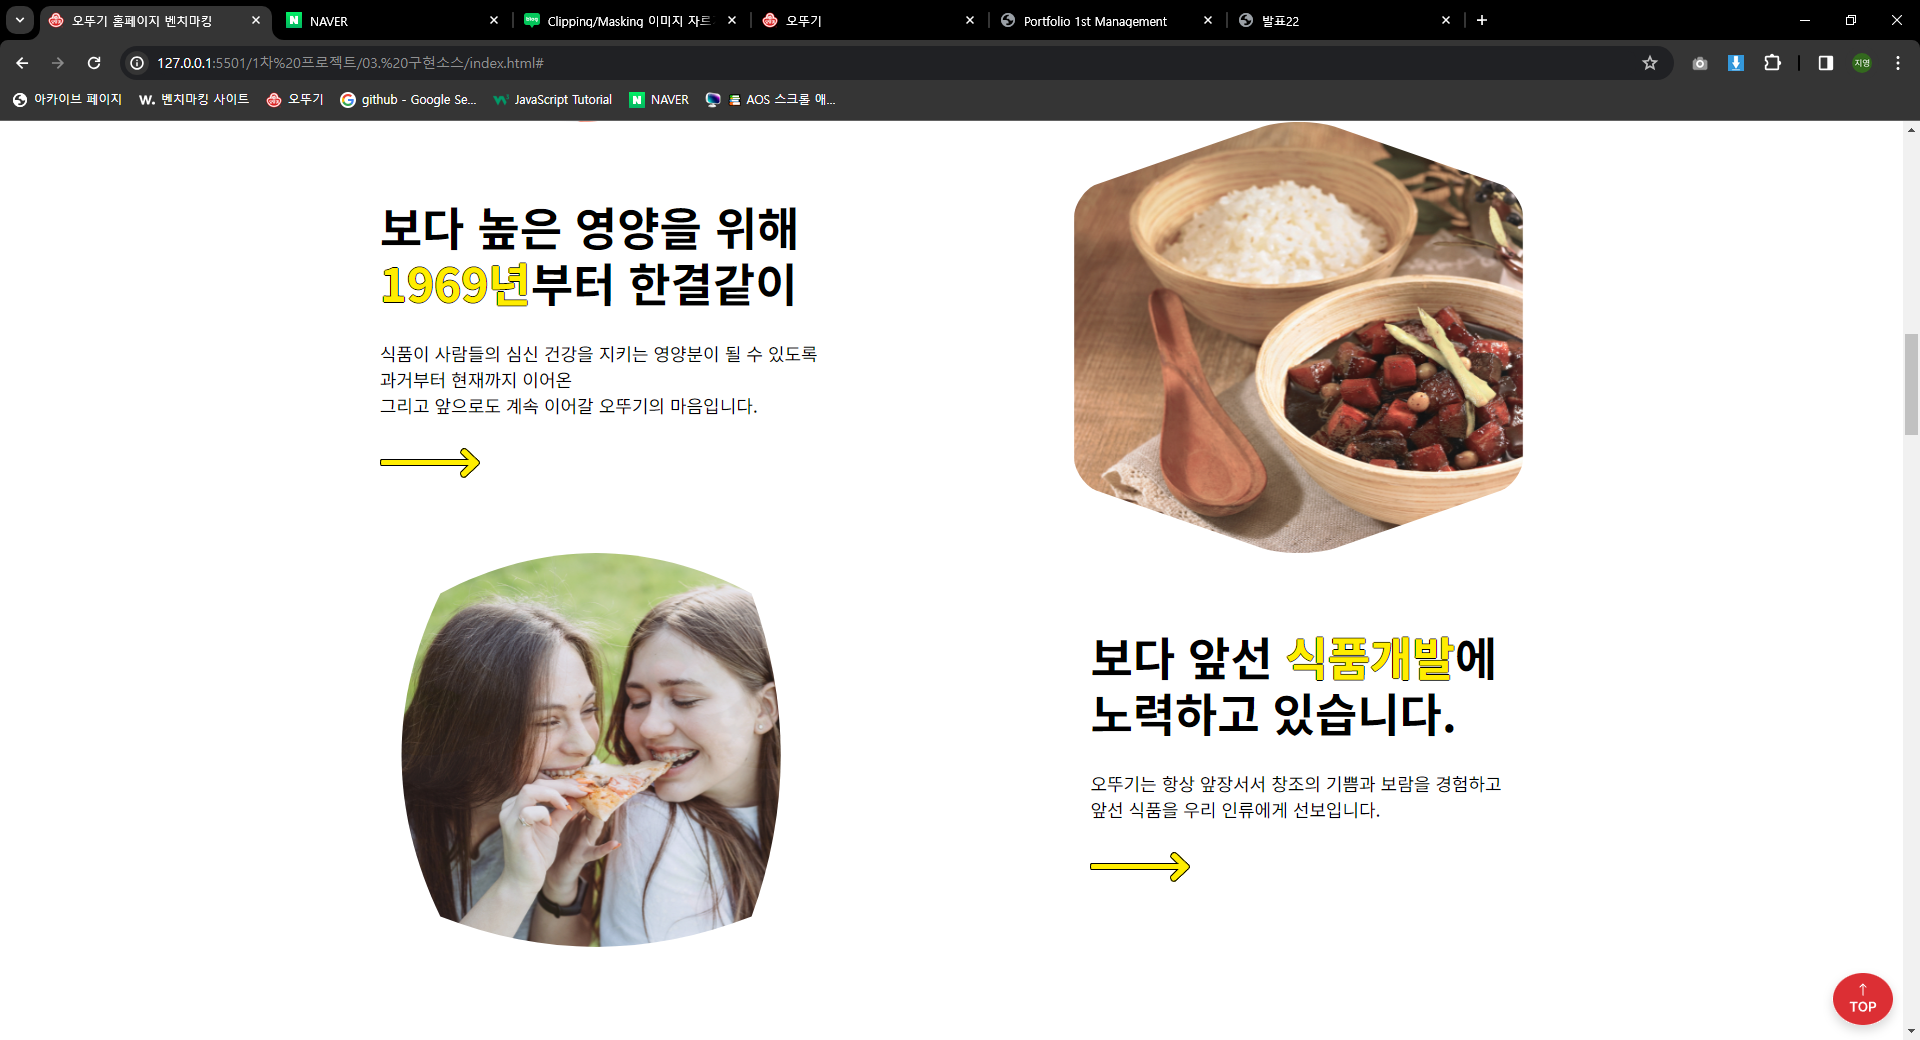 오뚜기 홈페이지 벤치마킹
NAVER
Clipping/Masking 이미지 자르
오뚜기
Portfolio 1st Management
발표22
127.0.0.1:5501/1차%20프로젝트/03.%20구현소스/index.html#
지영
아카이브 페이지
W. 벤치마킹 사이트
오뚜기
github - Google Se...
JavaScript Tutorial
NAVER
AOS 스크롤 애...
보다 높은 영양을 위해
1969년부터 한결같이
식품이 사람들의 심신 건강을 지키는 영양분이 될 수 있도록
과거부터 현재까지 이어온
그리고 앞으로도 계속 이어갈 오뚜기의 마음입니다.
보다 앞선 식품개발에
노력하고 있습니다.
오뚜기는 항상 앞장서서 창조의 기쁨과 보람을 경험하고
앞선 식품을 우리 인류에게 선보입니다.
↑
TOP